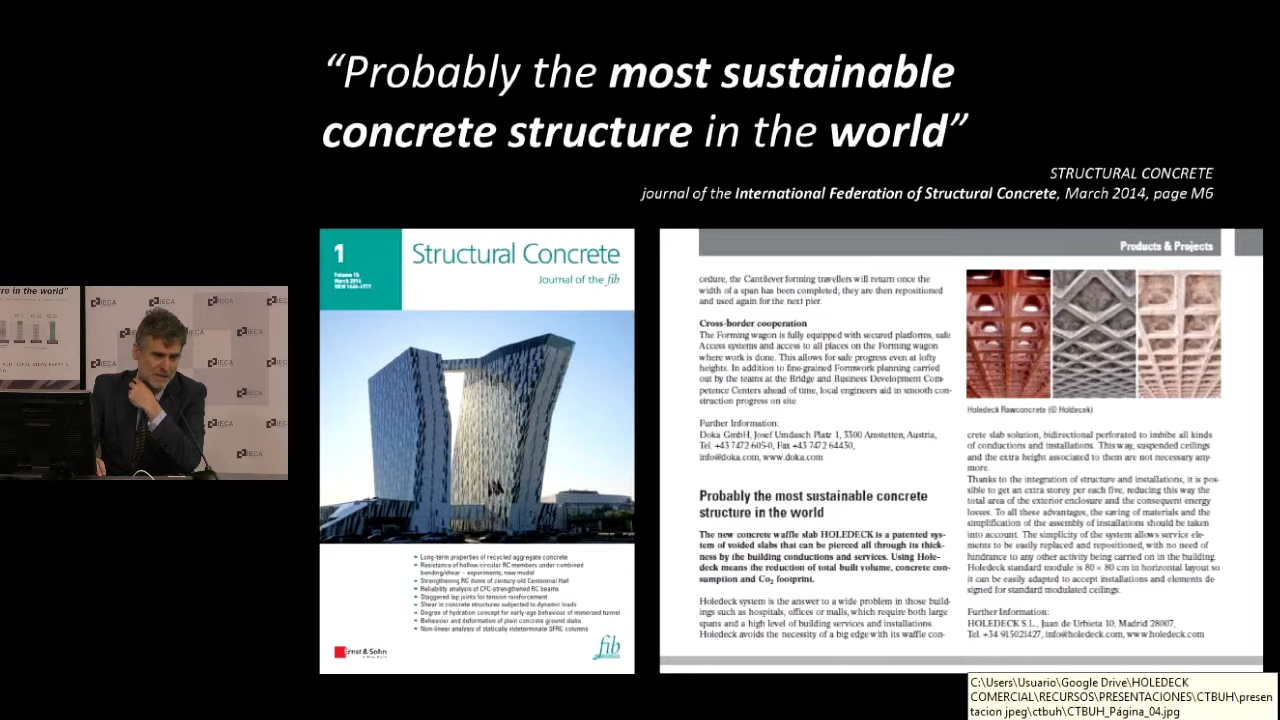 “Probably the most sustainable
concrete structure in the world”
STRUCTURAL CONCRETE
journal of the International Federation of Structural Concrete, March 2014, page M6
1
Volume 15
March 2014
Structural Concrete
Journal of the fib
Long-term properties of recycled aggregate concrete
Resistance of hollow circular RC members under combined
bending/shear – experiments, new model
Strengthening RC dome of century-old Centennial Hall
Reliability analysis of CFC-strengthened RC beams
Staggered lap joints for tension reinforcement
Shear in concrete structures subjected to dynamic loads
Degree of hydration concept for early-age behaviour of immersed tunnel
Behaviour and deformation of plain concrete ground slabs
Non-linear analysis of statically indeterminate SFRC columns
Ernst & Sohn
fib
Products & Projects
cedure, the Cantilever forming travellers will return once the
width of a span has been completed; they are then repositioned
and used again for the next pier.
Cross-border cooperation
The Forming wagon is fully equipped with secured platforms, safe
Access systems and access to all places on the Forming wagon
where work is done. This allows for safe progress even at lofty
heights. In addition to fine-grained Formwork planning carried
out by the teams at the Bridge and Business Development Com-
petence Centers ahead of time, local engineers aid in smooth con-
struction progress on site.
Further Information:
Doka GmbH, Josef Umdasch Platz 1, 3300 Amstetten, Austria,
Tel. +43 7472 605-0, Fax +43 7472 64430,
info@doka.com, www.doka.com
Probably the most sustainable concrete
structure in the world
The new concrete waffle slab HOLEDECK is a patented sys-
tem of voided slabs that can be pierced all through its thick-
ness by the building conductions and services. Using Hole-
deck means the reduction of total built volume, concrete con-
sumption and Co2 footprint.
Holedeck system is the answer to a wide problem in those build-
ings such as hospitals, offices or malls, which require both large
spans and a high level of building services and installations.
Holedeck avoids the necessity of a big edge with its waffle con-
Holedeck Rawconcrete (© Holdecek)
crete slab solution, bidirectional perforated to imbibe all kinds
of conductions and installations. This way, suspended ceilings
and the extra height associated to them are not necessary any-
more.
Thanks to the integration of structure and installations, it is pos-
sible to get an extra storey per each five, reducing this way the
total area of the exterior enclosure and the consequent energy
losses. To all these advantages, the saving of materials and the
simplification of the assembly of installations should be taken
into account. The simplicity of the system allows service ele-
ments to be easily replaced and repositioned, with no need of
hindrance to any other activity being carried on in the building.
Holedeck standard module is 80 × 80 cm in horizontal layout so
it can be easily adapted to accept installations and elements de-
signed for standard modulated ceilings.
Further Information:
HOLEDECK S.L., Juan de Urbieta 10, Madrid 28007,
Tel. +34 915021427, info@holedeck.com, www.holedeck.com
C:\Users\Usuario\Google Drive\HOLEDECK
COMERCIAL\RECURSOS\PRESENTACIONES\CTBUH\presen
tacion jpeg\ctbuh\CTBUH_Página_04.jpg
re in the world"
IECA
IECA
IECA
IECA
IECA
IECA